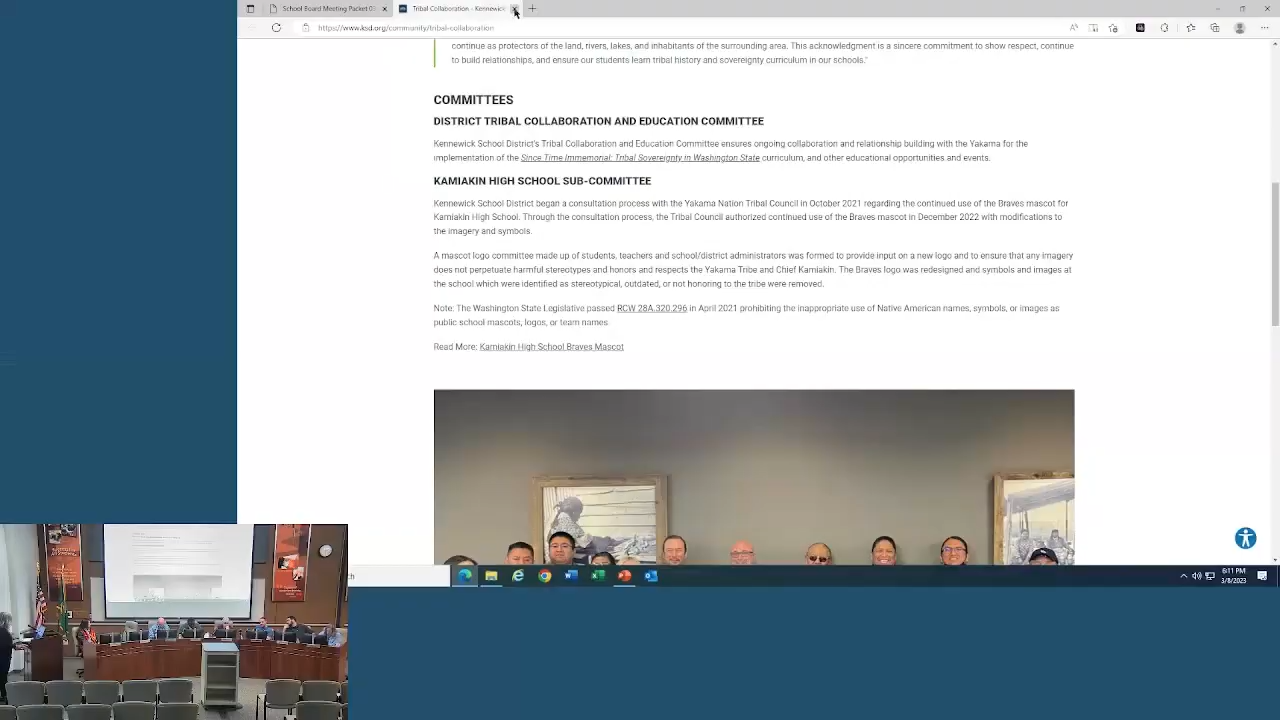 School Board Meeting Packet 03
Tribal Collaboration - Kennewick
https://www.ksd.org/community/tribal-collaboration
continue as protectors of the land, rivers, lakes, and inhabitants of the surrounding area. This acknowledgment is a sincere commitment to show respect, continue
to build relationships, and ensure our students learn tribal history and sovereignty curriculum in our schools."
COMMITTEES
DISTRICT TRIBAL COLLABORATION AND EDUCATION COMMITTEE
Kennewick School District's Tribal Collaboration and Education Committee ensures ongoing collaboration and relationship building with the Yakama for the
implementation of the Since Time Immemorial: Tribal Sovereignty in Washington State curriculum, and other educational opportunities and events.
KAMIAKIN HIGH SCHOOL SUB-COMMITTEE
Kennewick School District began a consultation process with the Yakama Nation Tribal Council in October 2021 regarding the continued use of the Braves mascot for
Kamiakin High School. Through the consultation process, the Tribal Council authorized continued use of the Braves mascot in December 2022 with modifications to
the imagery and symbols.
A mascot logo committee made up of students, teachers and school/district administrators was formed to provide input on a new logo and to ensure that any imagery
does not perpetuate harmful stereotypes and honors and respects the Yakama Tribe and Chief Kamiakin. The Braves logo was redesigned and symbols and images at
the school which were identified as stereotypical, outdated, or not honoring to the tribe were removed.
Note: The Washington State Legislative passed RCW 28A.320.296 in April 2021 prohibiting the inappropriate use of Native American names, symbols, or images as
public school mascots, logos, or team names.
Read More: Kamiakin High School Braves Mascot
ch
6:11 PM
3/8/2023